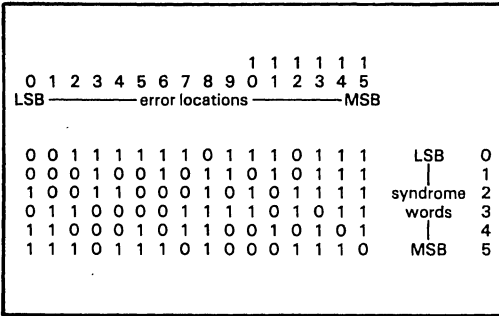 1 1 1 1 1 1
0 1 2 3 4 5 6 7 8 9 0 1 2 3 4 5
LSB error locations MSB
0 0 1 1 1 1 1 1 0 1 1 1 0 1 1 1 LSB 0
0 0 0 1 0 0 1 0 1 1 0 1 1 1 1 1 1
1 0 0 1 1 0 0 0 1 0 1 0 1 1 1 1 syndrome 2
0 1 1 0 0 0 0 1 1 1 1 0 1 0 1 1 words 3
1 1 0 0 0 1 0 1 1 0 0 1 0 1 0 1 4
1 1 1 0 1 1 1 0 1 0 0 0 1 1 1 0 MSB 5